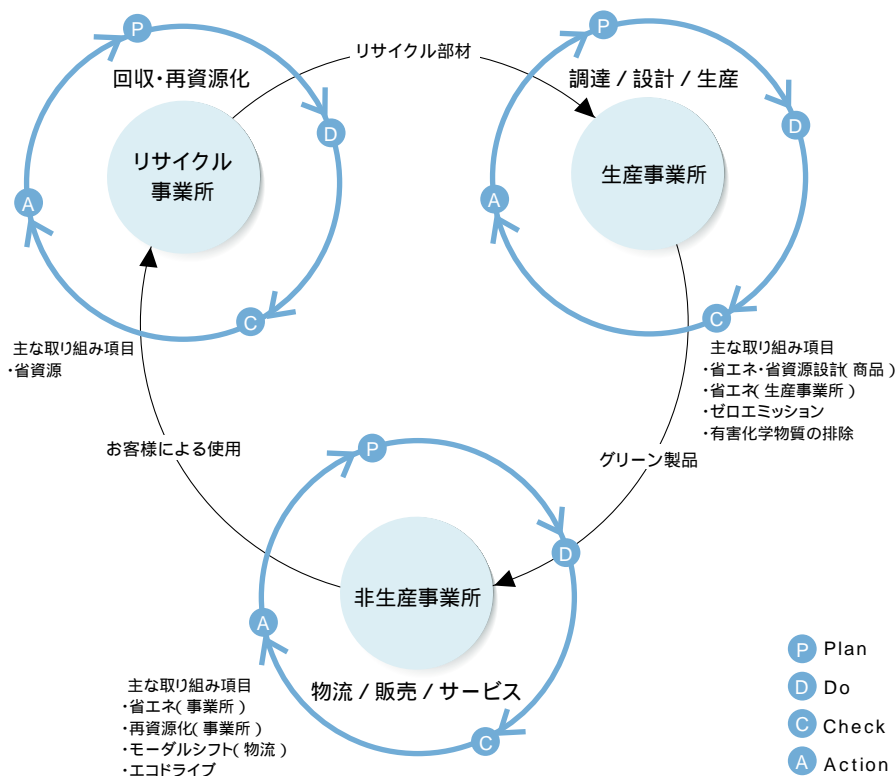 P
リサイクル部材
P
回収・再資源化
調達 / 設計 / 生産
D
D
リサイクル
事業所
生産事業所
A
A
C
C
主な取り組み項目
・省資源
主な取り組み項目
・省エネ・省資源設計(商品)
・省エネ(生産事業所)
・ゼロエミッション
・有害化学物質の排除
お客様による使用
グリーン製品
P
D
非生産事業所
A
物流 / 販売 / サービス
C
主な取り組み項目
・省エネ(事業所)
・再資源化(事業所)
・モーダルシフト(物流)
・エコドライブ
P Plan
D Do
C Check
A Action